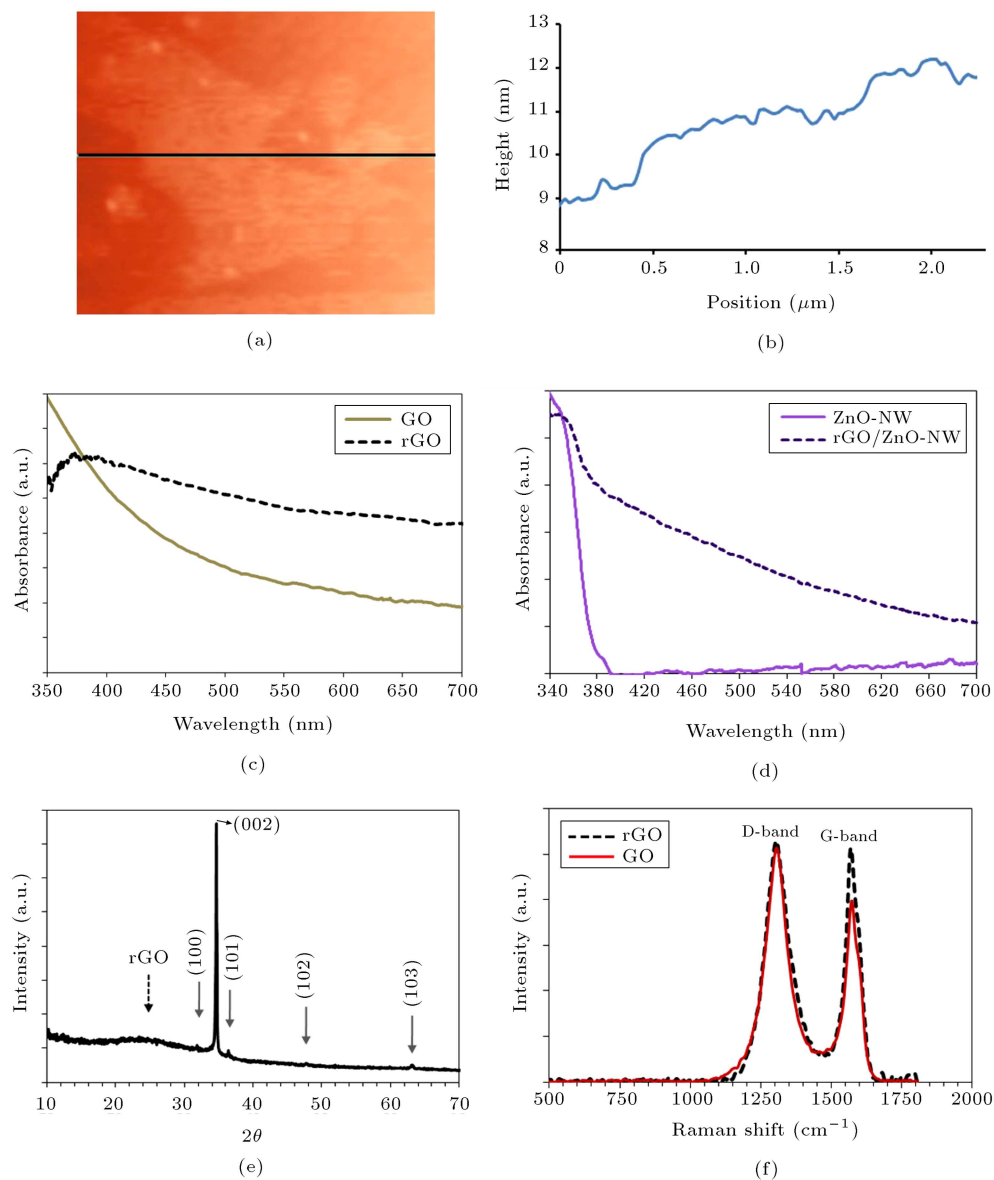 (a)
13
12
11
10
9
8
Height (nm)
0
0.5
1.0
1.5
2.0
Position (μm)
(b)
GO
rGO
Absorbance (a.u.)
350
400
450
500
550
600
650
700
Wavelength (nm)
(c)
ZnO-NW
rGO/ZnO-NW
Absorbance (a.u.)
340
380
420
460
500
540
580
620
660
700
Wavelength (nm)
(d)
Intensity (a.u.)
(002)
rGO
(100)
(101)
(102)
(103)
10
20
30
40
50
60
70
2θ
(e)
rGO
GO
D-band
G-band
Intensity (a.u.)
500
750
1000
1250
1500
1750
2000
Raman shift (cm⁻¹)
(f)